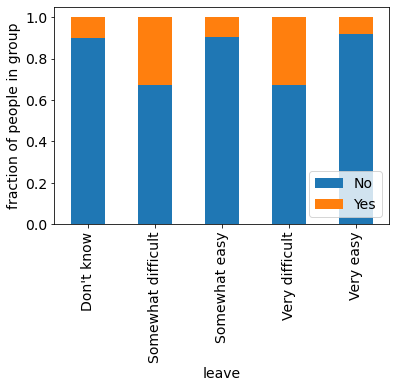 fraction of people in group
1.0
0.8
0.6
0.4
0.2
0.0
No
Yes
Don't know
Somewhat difficult
Somewhat easy
Very difficult
Very easy
leave